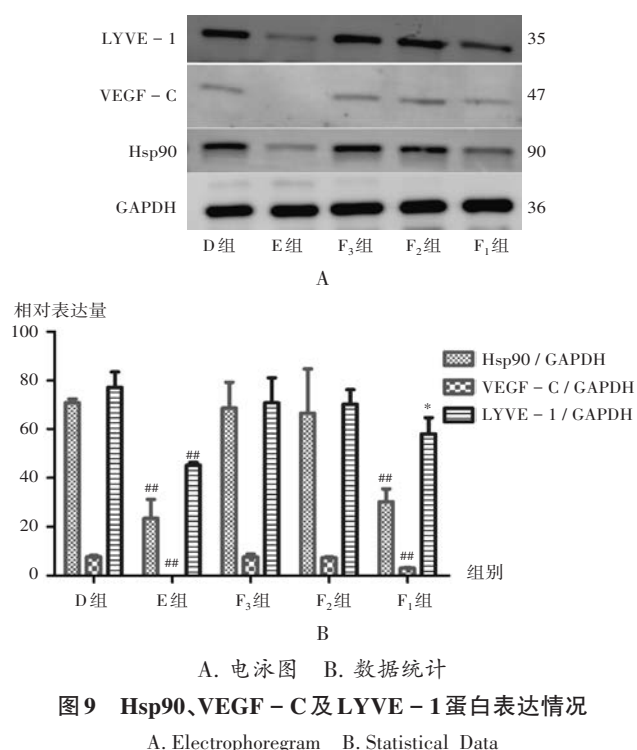 LYVE－1 35
VEGF－C 47
Hsp90 90
GAPDH 36
D组 E组 F₃组 F₂组 F₁组
A
相对表达量
100
80
60
40
20
0
Hsp90 / GAPDH
VEGF－C / GAPDH
LYVE－1 / GAPDH
## ## ##
## ## *
组别
D组 E组 F₃组 F₂组 F₁组
B
A. 电泳图 B. 数据统计
图9 Hsp90、VEGF－C及LYVE－1蛋白表达情况
A. Electrophoregram B. Statistical Data